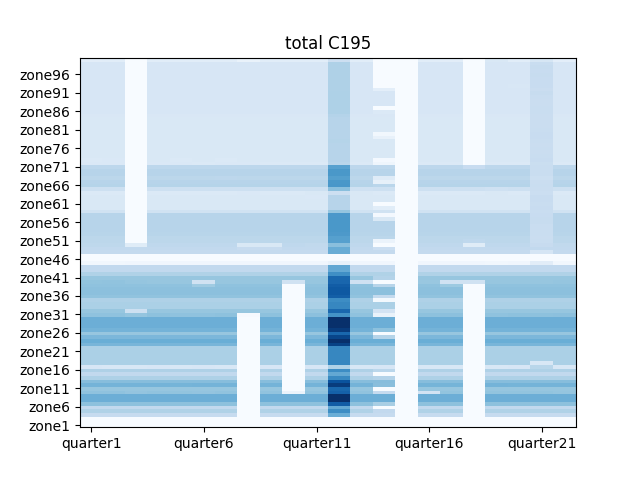 total C195
zone96
zone91
zone86
zone81
zone76
zone71
zone66
zone61
zone56
zone51
zone46
zone41
zone36
zone31
zone26
zone21
zone16
zone11
zone6
zone1
quarter1 quarter6 quarter11 quarter16 quarter21